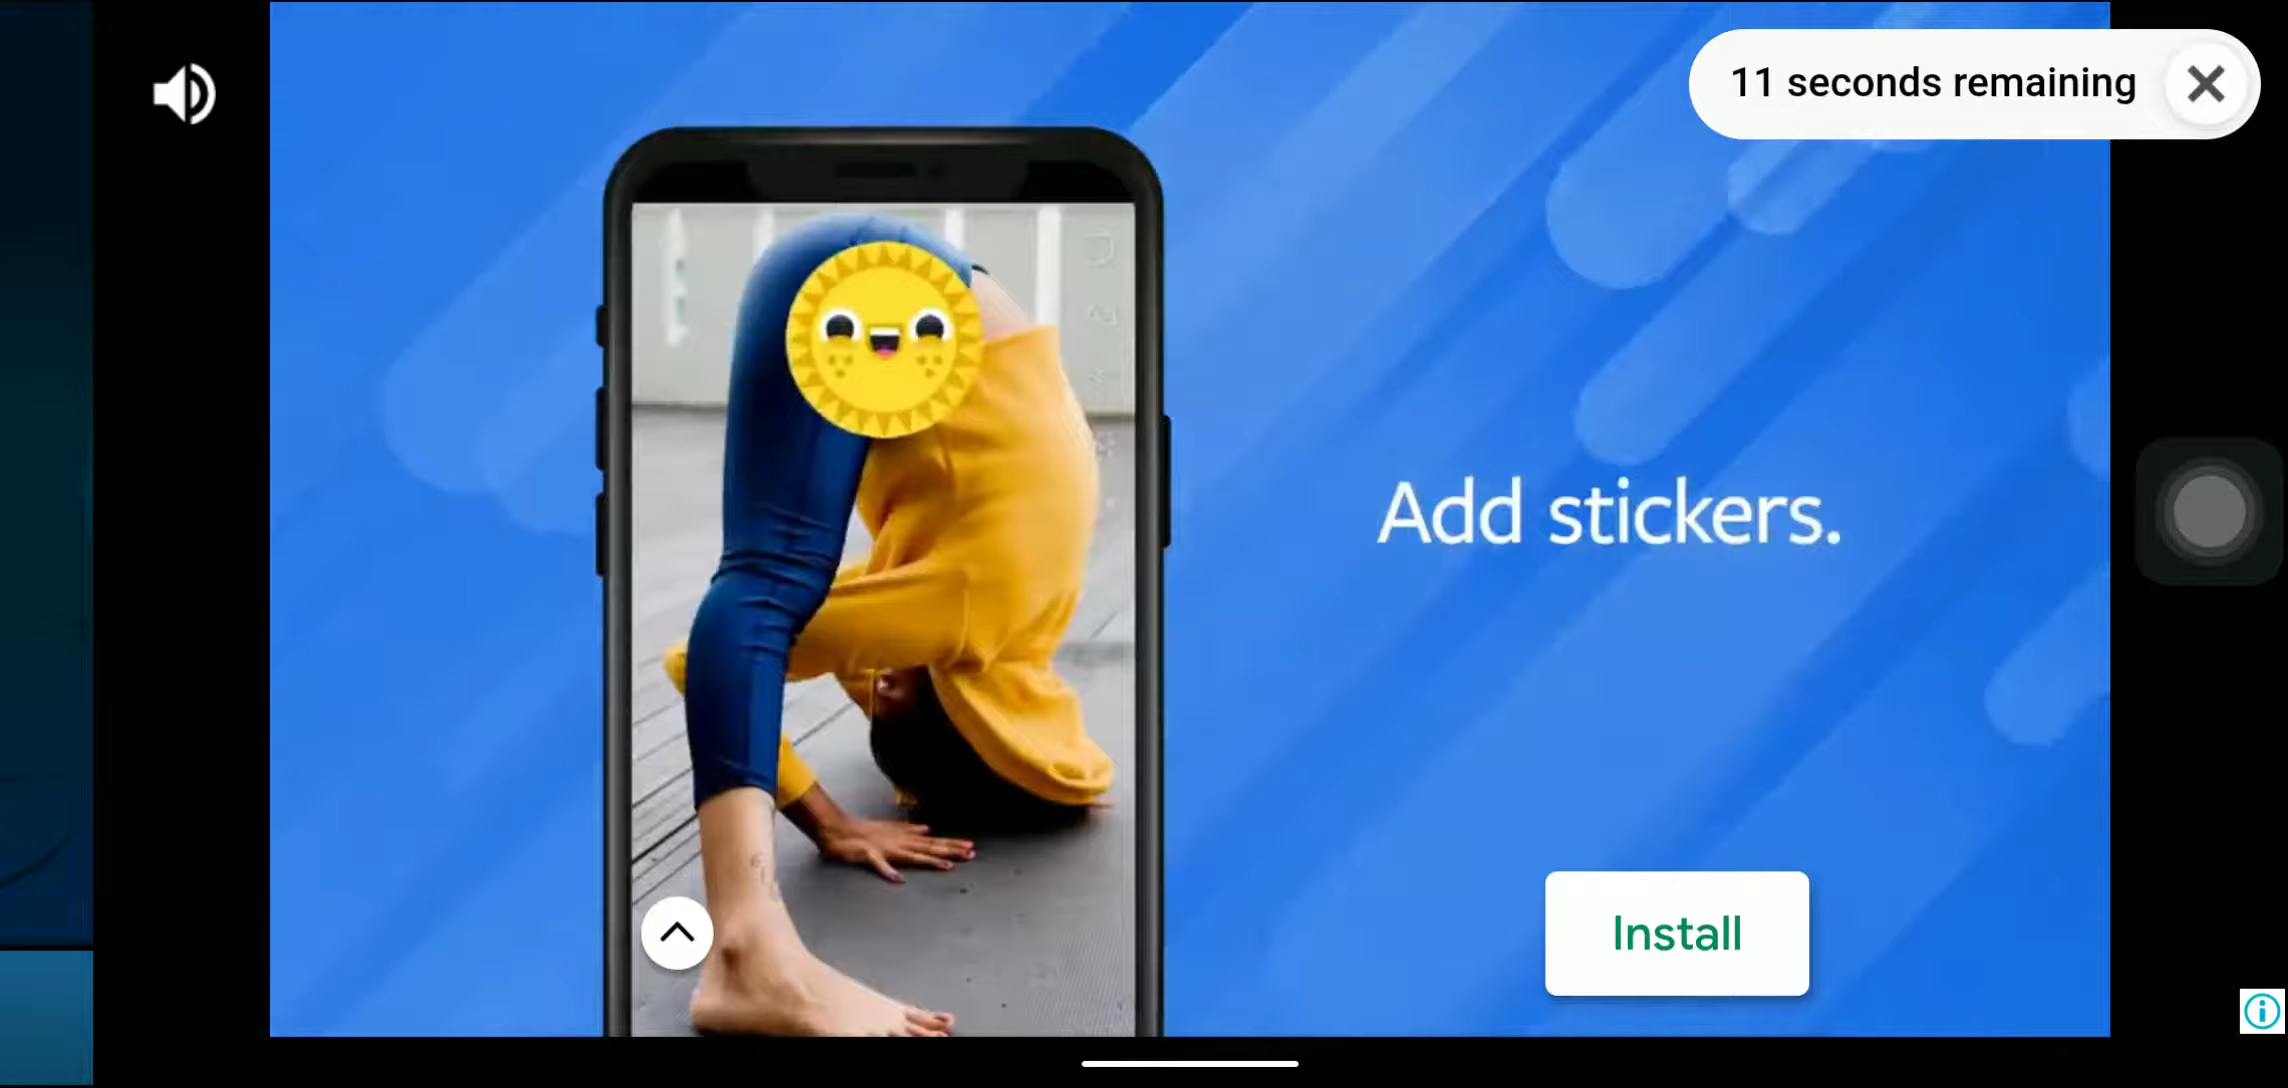 11 seconds remaining
Add stickers.
Install